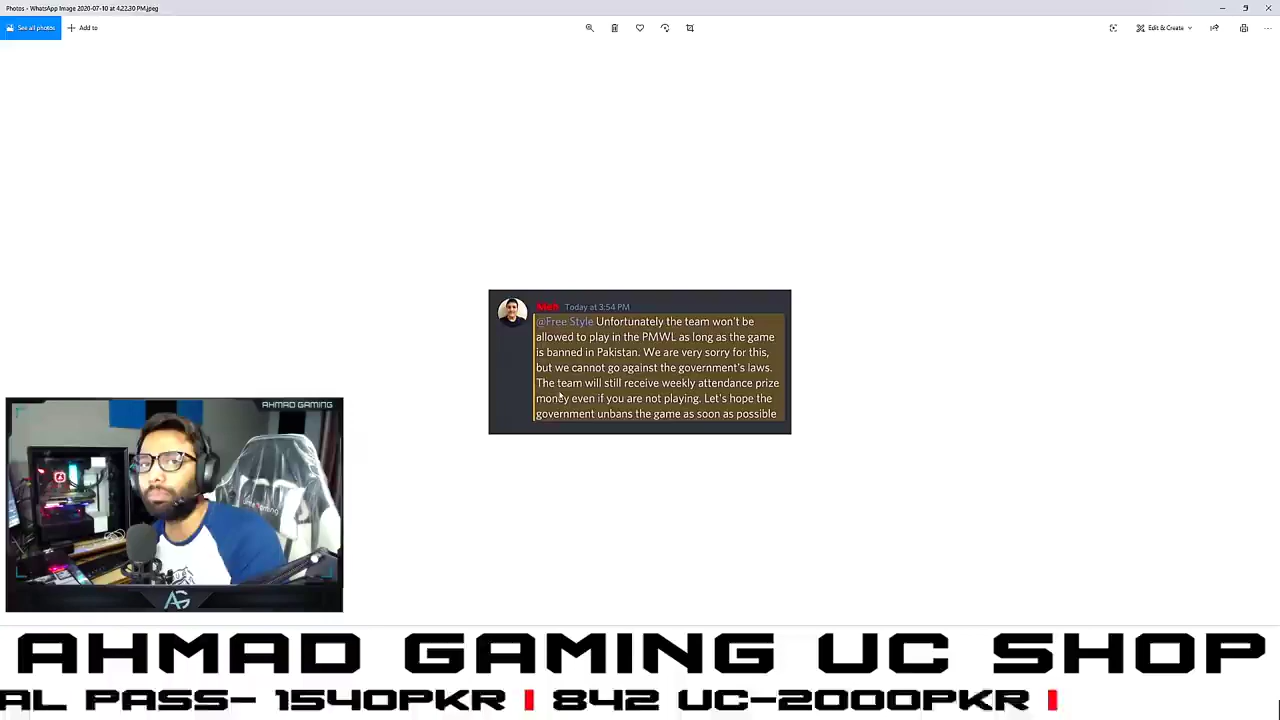 Photos - WhatsApp Image 2020-07-10 at 4.22.30 PM.jpeg
See all photos
Add to
Edit & Create
Today at 3:54 PM
@Free Style Unfortunately the team won't be
allowed to play in the PMWL as long as the game
is banned in Pakistan. We are very sorry for this,
but we cannot go against the government's laws.
The team will still receive weekly attendance prize
money even if you are not playing. Let's hope the
government unbans the game as soon as possible
AHMAD GAMING
AG
AHMAD GAMING UC SHOP
AL PASS- 1540PKR | 842 UC-2000PKR |